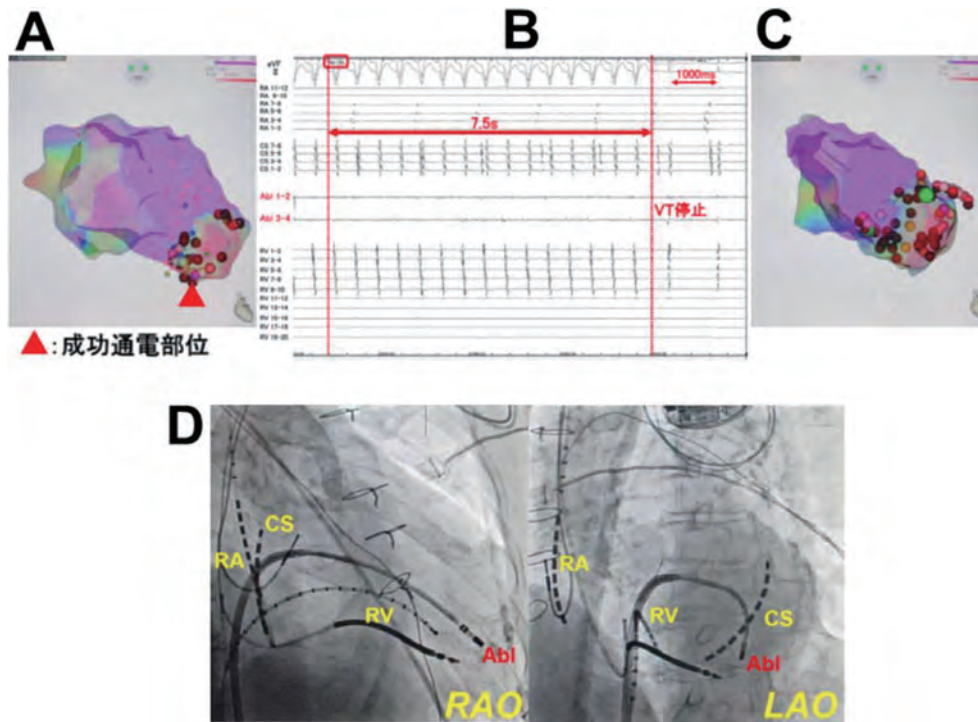 A
B
C
aVF
II
RA 11-12
RA 9-10
RA 7-8
RA 5-6
RA 3-4
RA 1-2
CS 7-8
CS 5-6
CS 3-4
CS 1-2
Abl 1-2
Abl 3-4
RV 1-2
RV 3-4
RV 5-6
RV 7-8
RV 9-10
RV 11-12
RV 13-14
RV 15-16
RV 17-18
RV 19-20
1000ms
7.5s
VT停止
▲:成功通電部位
D
CS
RA
RV
Abl
RAO
RA
RV
CS
Abl
LAO